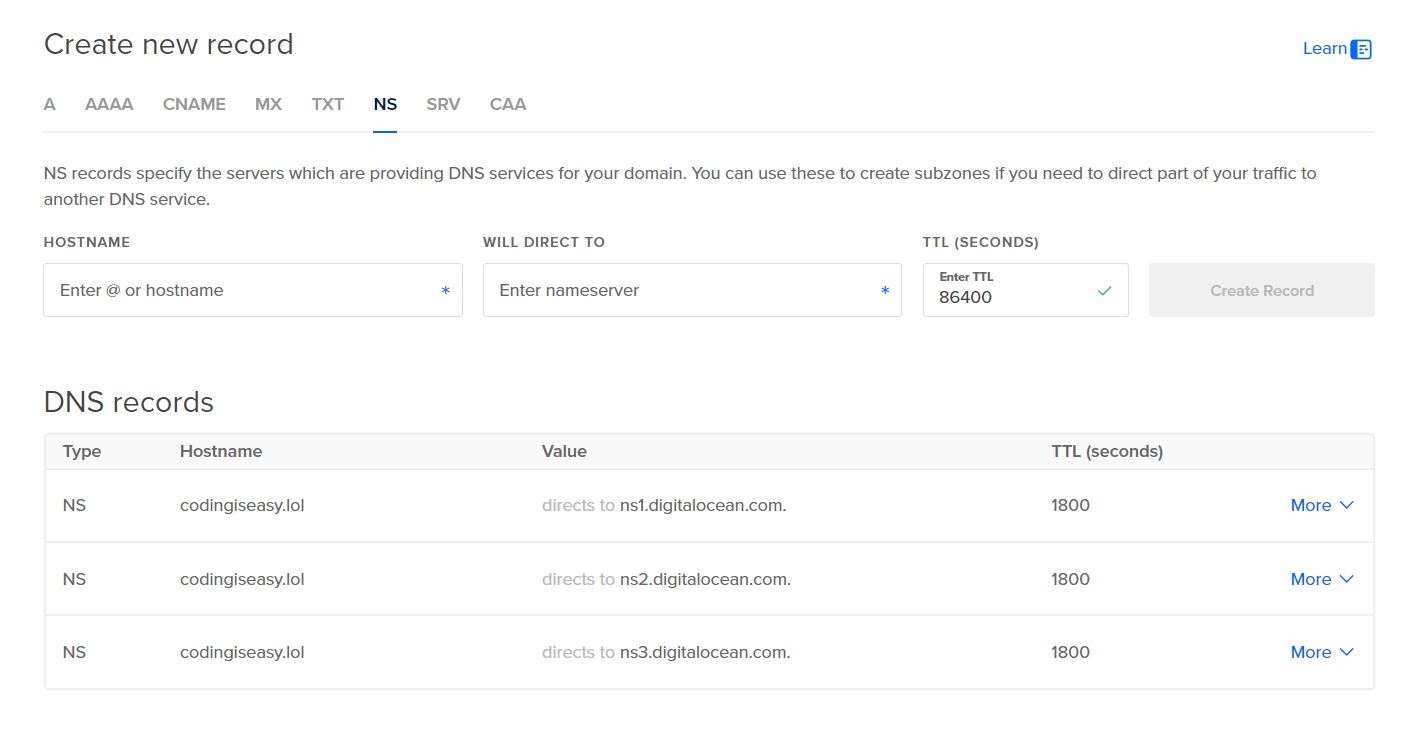 Create new record
Learn
A AAAA CNAME MX TXT NS SRV CAA
NS records specify the servers which are providing DNS services for your domain. You can use these to create subzones if you need to direct part of your traffic to
another DNS service.
HOSTNAME WILL DIRECT TO TTL (SECONDS)
Enter @ or hostname * Enter nameserver * Enter TTL
86400 Create Record
DNS records
Type Hostname Value TTL (seconds)
NS codingiseasy.lol directs to ns1.digitalocean.com. 1800 More
NS codingiseasy.lol directs to ns2.digitalocean.com. 1800 More
NS codingiseasy.lol directs to ns3.digitalocean.com. 1800 More